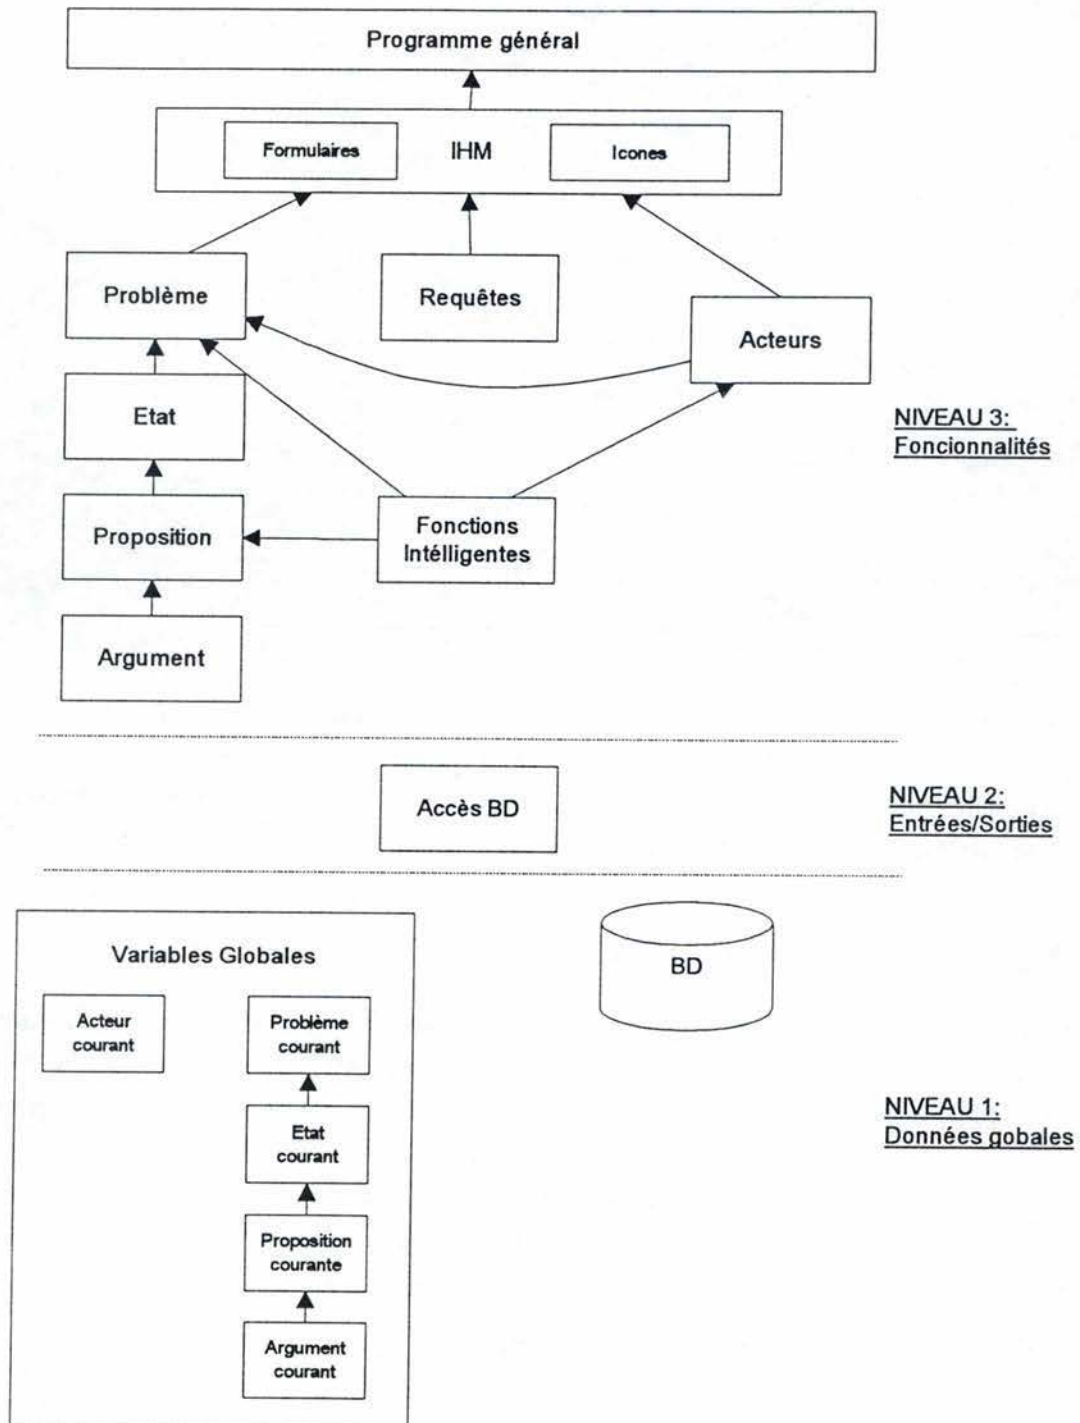 Programme général
Formulaires
IHM
Icones
Problème
Requêtes
Acteurs
Etat
NIVEAU 3:
Foncionnalités
Proposition
Fonctions
Intélligentes
Argument
Accès BD
NIVEAU 2:
Entrées/Sorties
Variables Globales
BD
Acteur
courant
Problème
courant
Etat
courant
NIVEAU 1:
Données gobales
Proposition
courante
Argument
courant